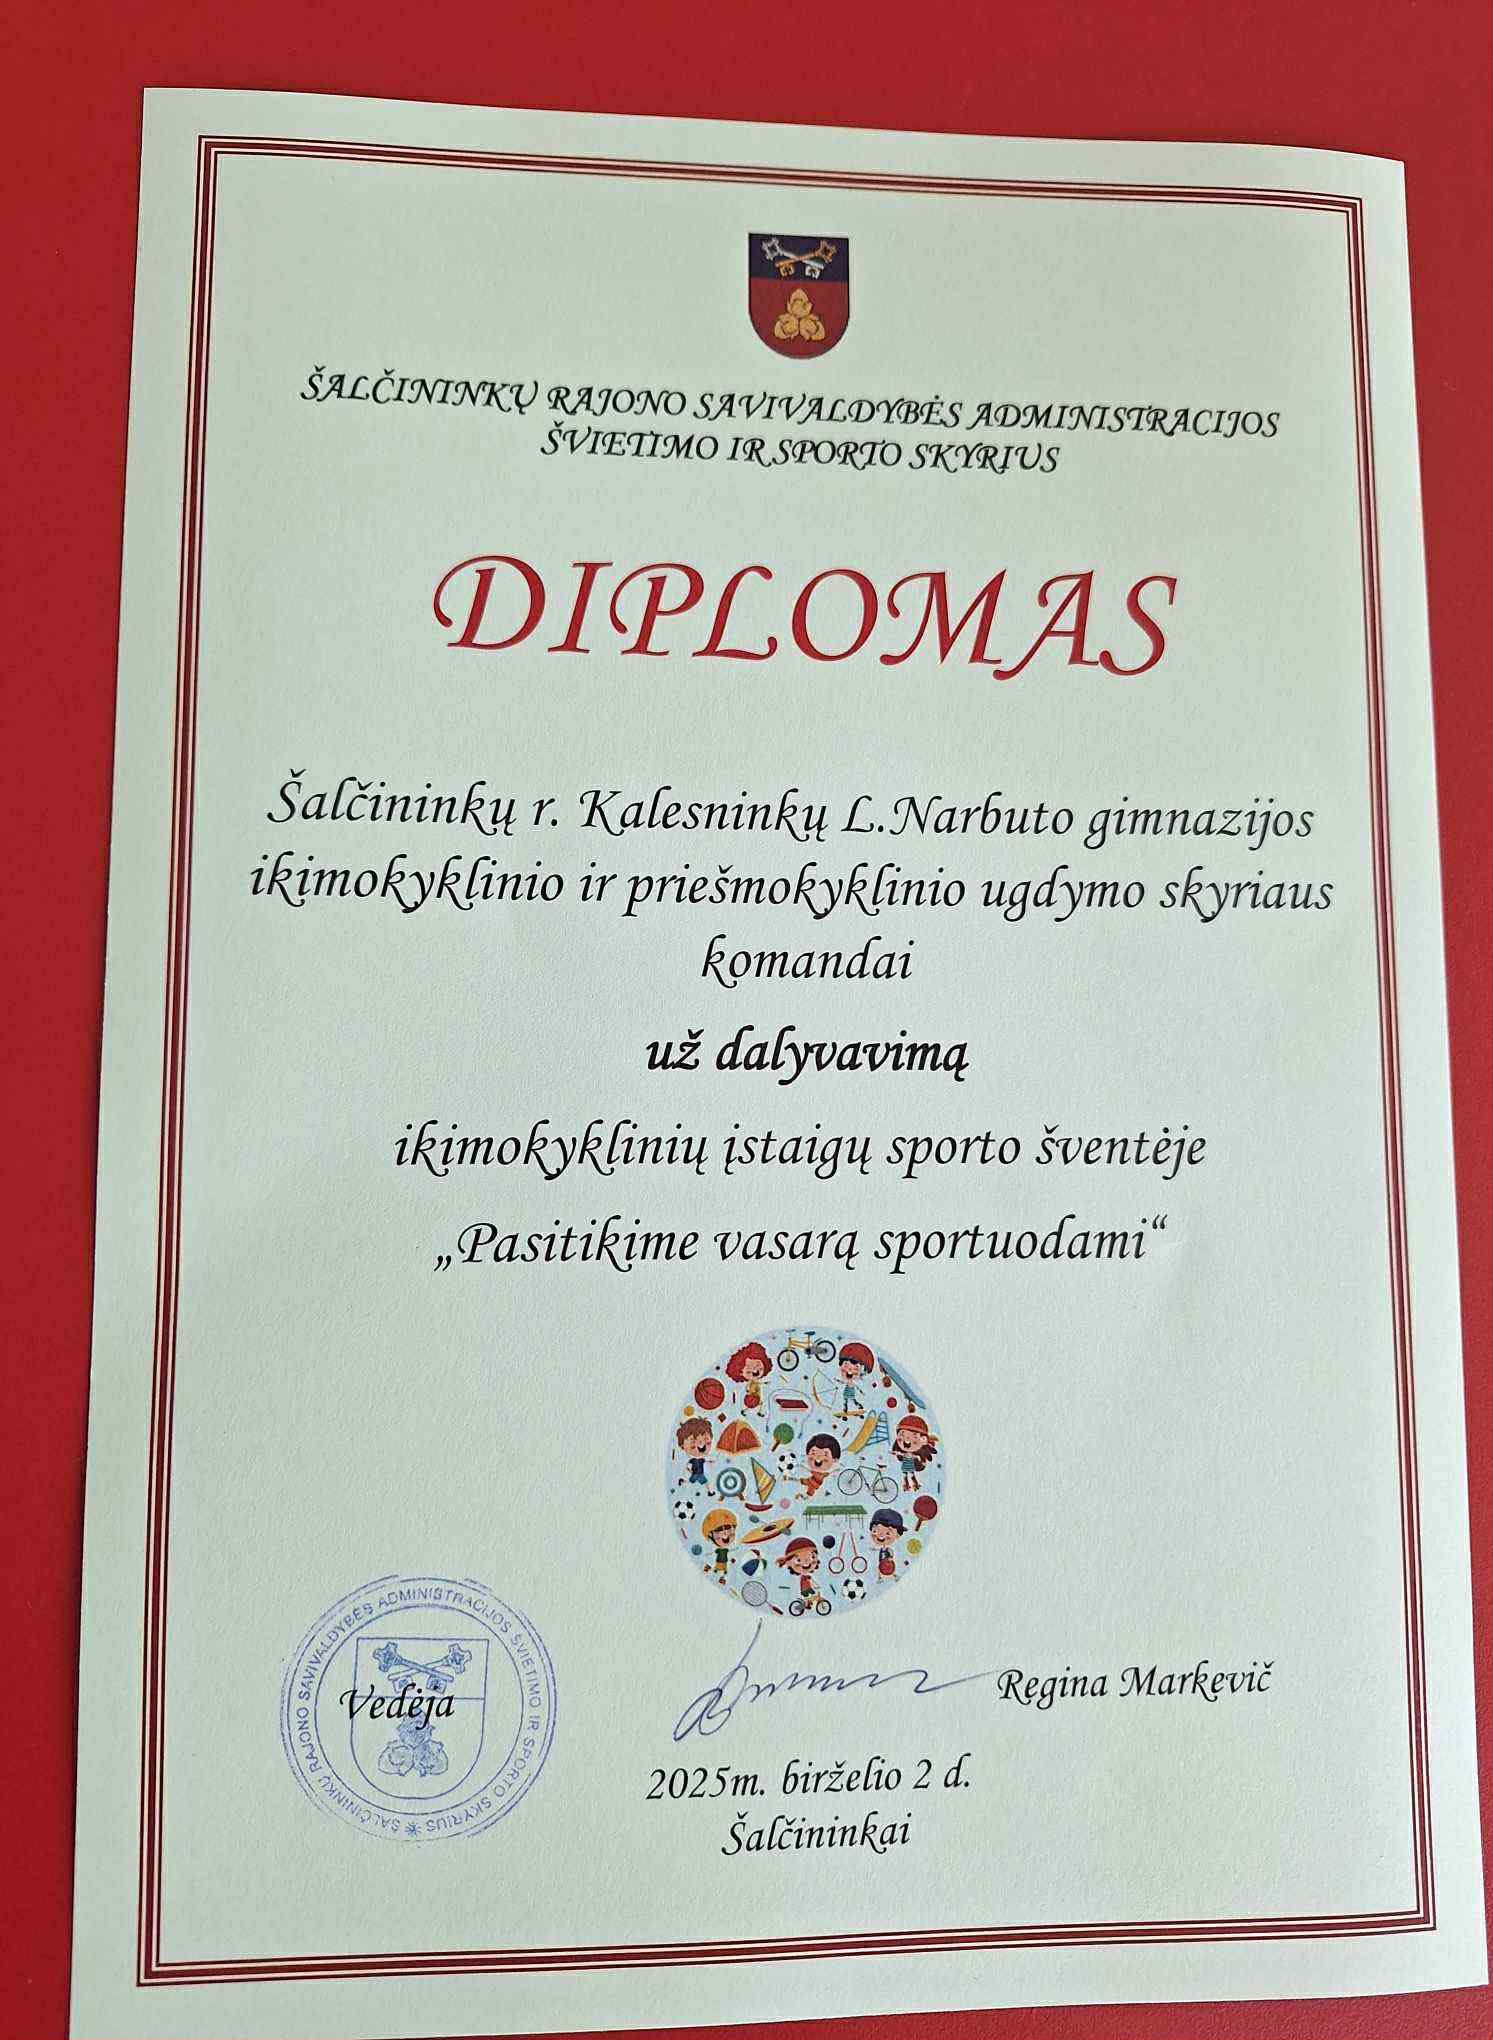 ŠALČININKŲ RAJONO SAVIVALDYBĖS ADMINISTRACIJOS
ŠVIETIMO IR SPORTO SKYRIUS
DIPLOMAS
Šalčininkų r. Kalesninkų L.Narbuto gimnazijos
ikimokyklinio ir priešmokyklinio ugdymo skyriaus
komandai
už dalyvavimą
ikimokyklinių įstaigų sporto šventėje
„Pasitikime vasarą sportuodami“
ŠALČININKŲ RAJONO SAVIVALDYBĖS ADMINISTRACIJOS ŠVIETIMO IR SPORTO SKYRIUS
Vedėja
Regina Markevič
2025m. birželio 2 d.
Šalčininkai